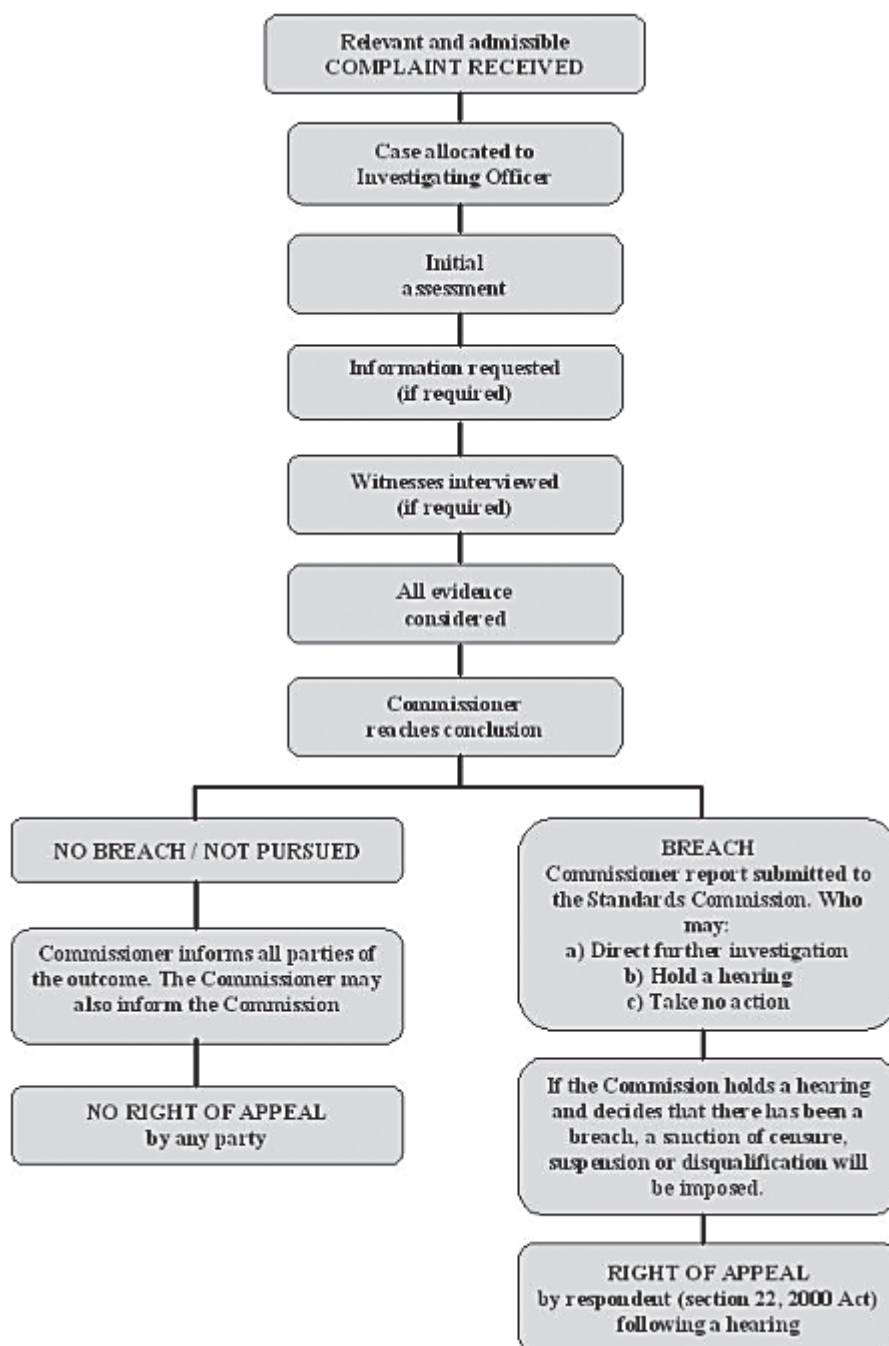 Relevant and admissible
COMPLAINT RECEIVED
Case allocated to
Investigating Officer
Initial
assessment
Information requested
(if required)
Witnesses interviewed
(if required)
All evidence
considered
Commissioner
reaches conclusion
NO BREACH / NOT PURSUED
Commissioner informs all parties of
the outcome. The Commissioner may
also inform the Commission
NO RIGHT OF APPEAL
by any party
BREACH
Commissioner report submitted to
the Standards Commission. Who
may:
a) Direct further investigation
b) Hold a hearing
c) Take no action
If the Commission holds a hearing
and decides that there has been a
breach, a sanction of censure,
suspension or disqualification will
be imposed.
RIGHT OF APPEAL
by respondent (section 22, 2000 Act)
following a hearing